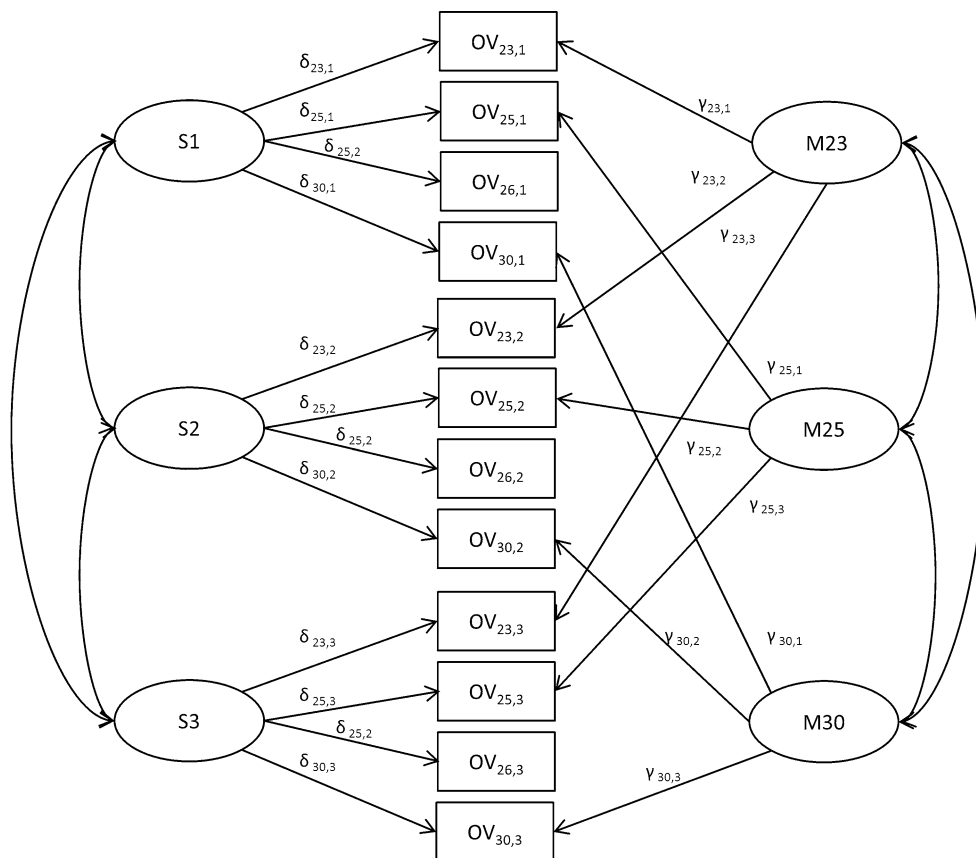 OV23,1
δ23,1
γ23,1
OV25,1
δ25,1
S1
M23
δ25,2
OV26,1
γ23,2
δ30,1
γ23,3
OV30,1
OV23,2
δ23,2
γ25,1
OV25,2
δ25,2
S2
M25
δ25,2
γ25,2
OV26,2
δ30,2
γ25,3
OV30,2
OV23,3
δ23,3
γ30,2
γ30,1
OV25,3
δ25,3
S3
M30
δ25,2
OV26,3
δ30,3
γ30,3
OV30,3